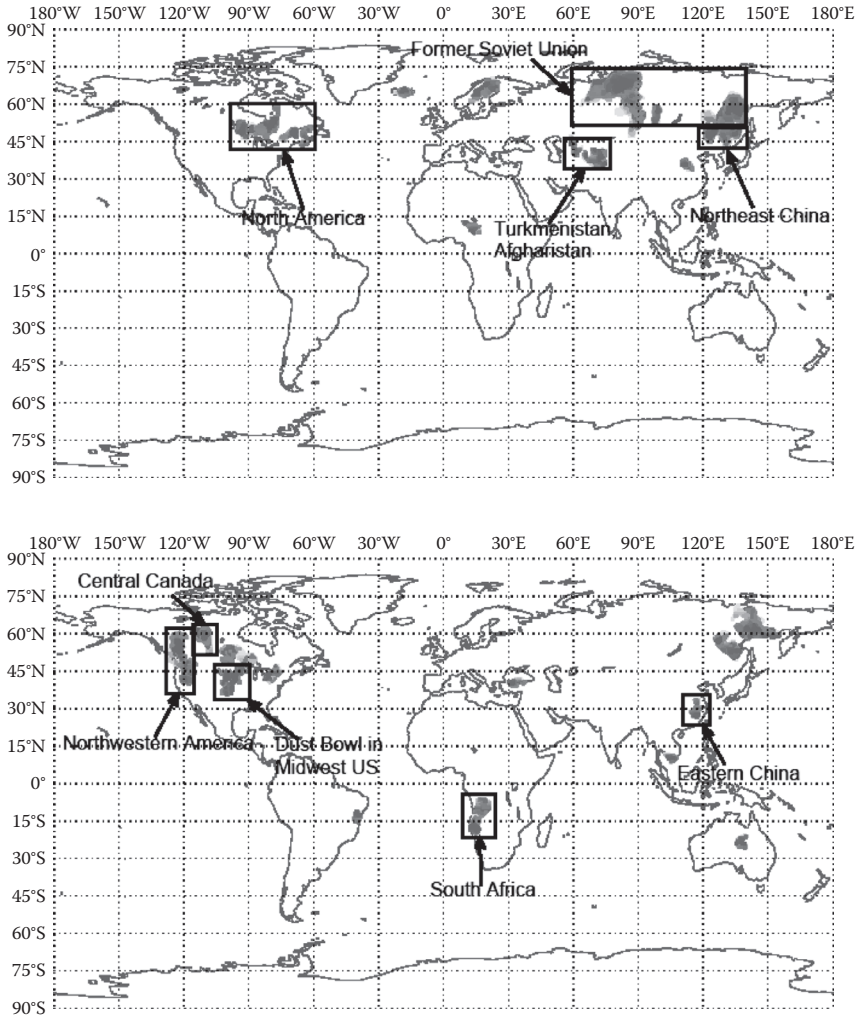 180°W 150°W 120°W 90°W 60°W 30°W 0° 30°E 60°E 90°E 120°E 150°E 180°E
90°N
Former Soviet Union
75°N
60°N
45°N
30°N
15°N
North America
Turkmenistan
Northeast China
Afgharistan
0°
15°S
30°S
45°S
60°S
75°S
90°S
180°W 150°W 120°W 90°W 60°W 30°W 0° 30°E 60°E 90°E 120°E 150°E 180°E
90°N
Central Canada
75°N
60°N
45°N
30°N
15°N
Northwestern America
Dust Bowl in
Midwest US
Eastern China
0°
15°S
30°S
South Africa
45°S
60°S
75°S
90°S